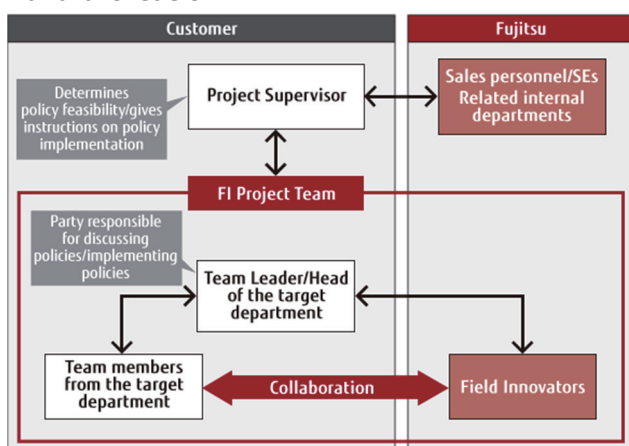 Customer
Fujitsu
Determines
policy feasibility/gives
instructions on policy
implementation
Project Supervisor
Sales personnel/SEs
Related internal
departments
FI Project Team
Party responsible
for discussing
policies/implementing
policies
Team Leader/Head
of the target
department
Team members
from the target
department
Collaboration
Field Innovators